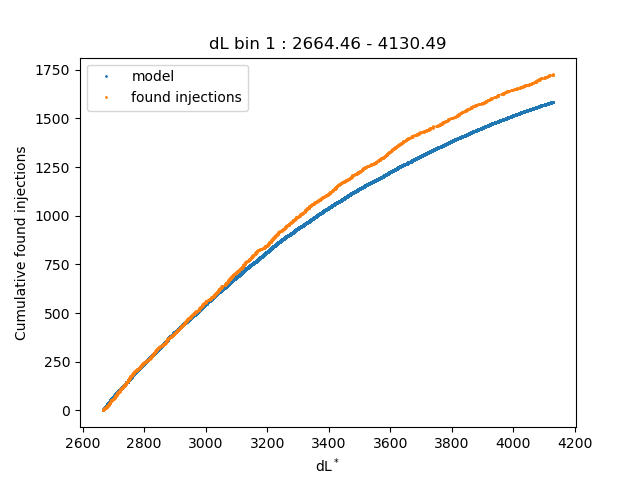 dL bin 1 : 2664.46 - 4130.49
model
found injections
Cumulative found injections
1750
1500
1250
1000
750
500
250
0
2600 2800 3000 3200 3400 3600 3800 4000 4200
dL*